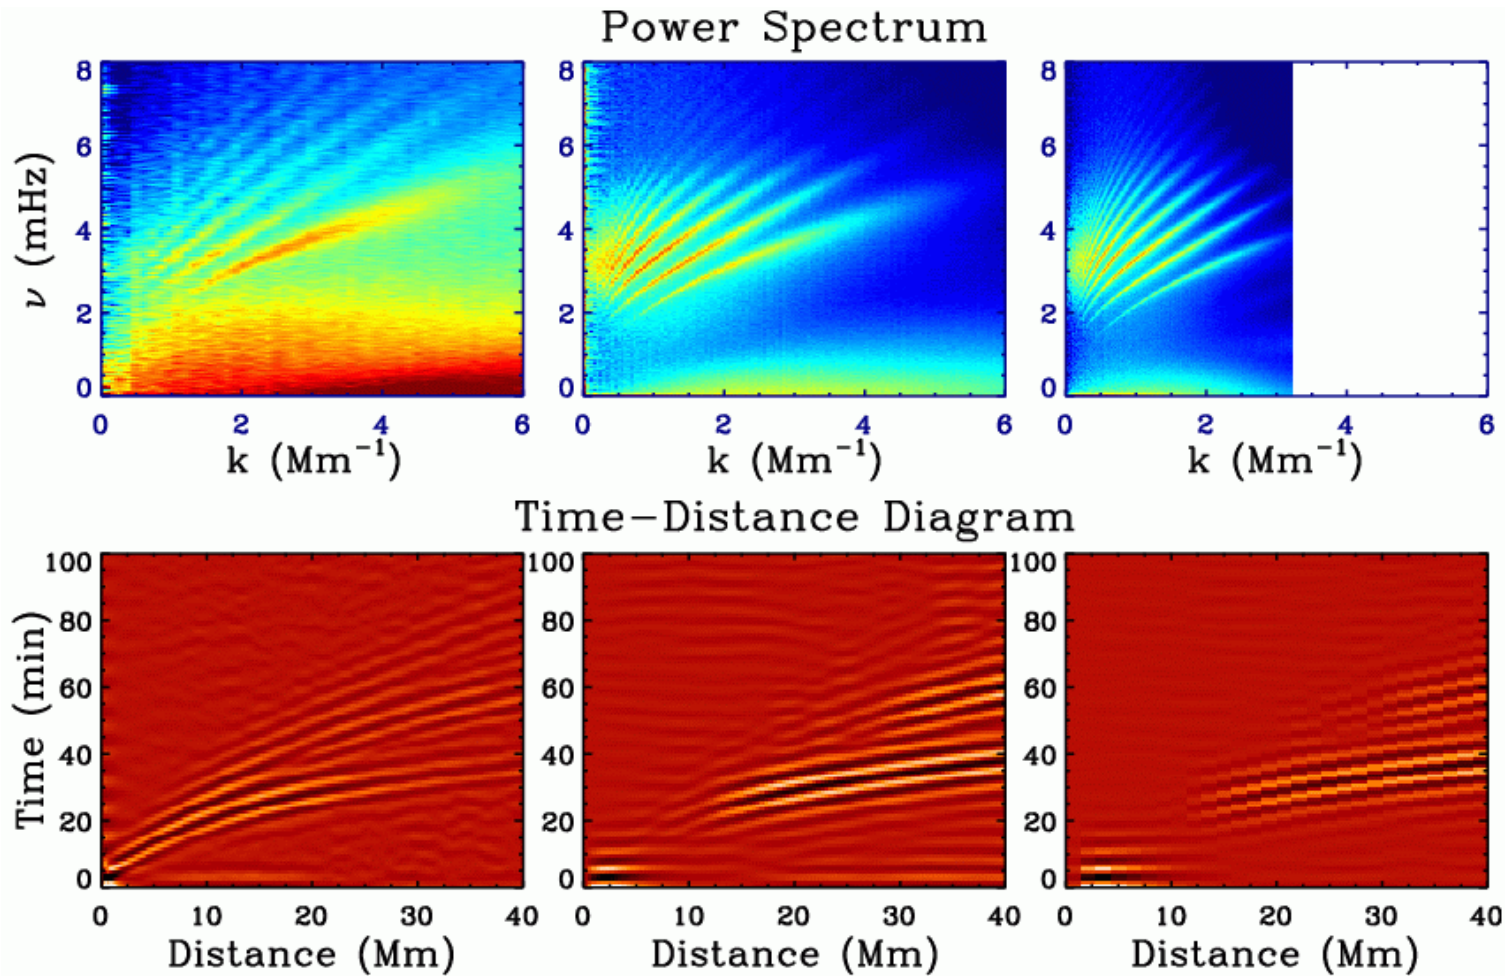 Power Spectrum
8 8 8
6 6 6
4 4 4
2 2 2
0 0 0
ν (mHz)
0 2 4 6 0 2 4 6 0 2 4 6
k (Mm⁻¹) k (Mm⁻¹) k (Mm⁻¹)
Time-Distance Diagram
100 100 100
80 80 80
60 60 60
40 40 40
20 20 20
0 0 0
Time (min)
0 10 20 30 40 0 10 20 30 40 0 10 20 30 40
Distance (Mm) Distance (Mm) Distance (Mm)